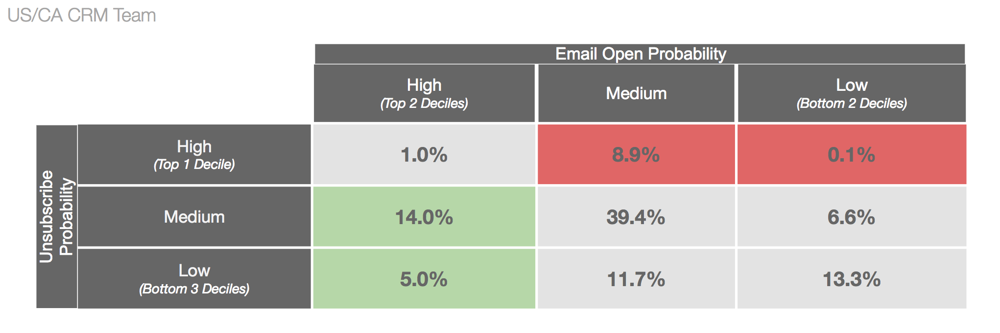 US/CA CRM Team
Email Open Probability
High
(Top 2 Deciles)
Medium
Low
(Bottom 2 Deciles)
Unsubscribe
Probability
High
(Top 1 Decile)
1.0%
8.9%
0.1%
Medium
14.0%
39.4%
6.6%
Low
(Bottom 3 Deciles)
5.0%
11.7%
13.3%